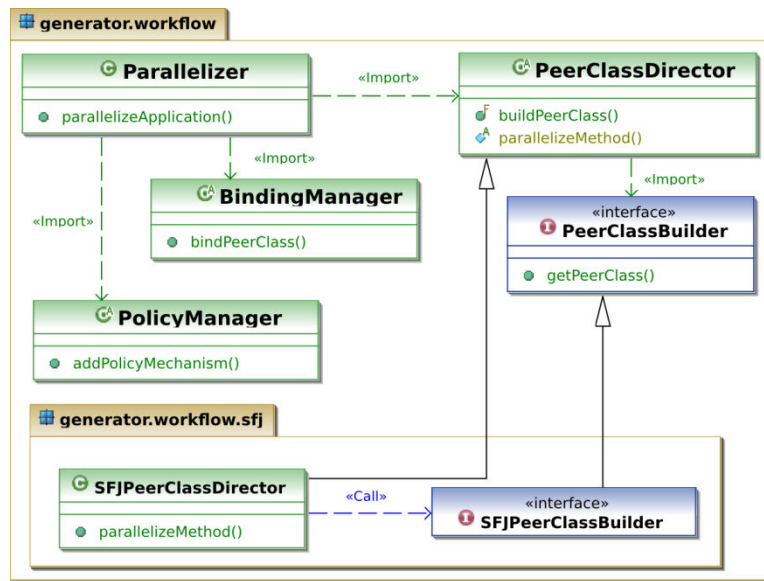 generator.workflow
Parallelizer
parallelizeApplication()
«Import»
PeerClassDirector
buildPeerClass()
parallelizeMethod()
«Import»
«Import»
BindingManager
bindPeerClass()
«Import»
«interface»
PeerClassBuilder
getPeerClass()
PolicyManager
addPolicyMechanism()
generator.workflow.sfj
SFJPeerClassDirector
parallelizeMethod()
«Call»
«interface»
SFJPeerClassBuilder